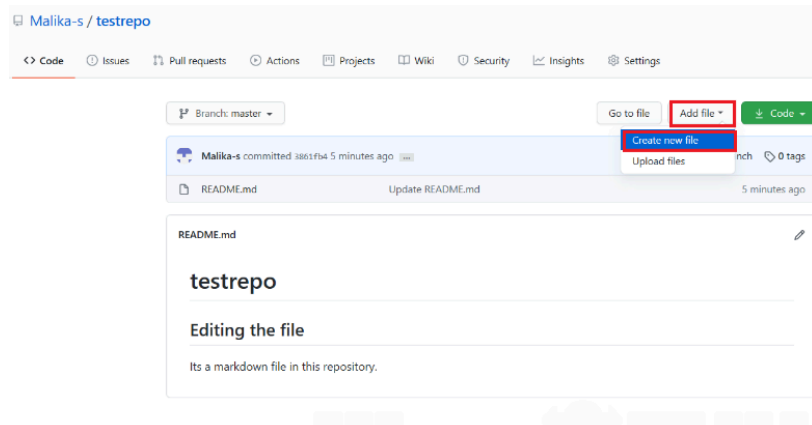 Malika-s / testrepo
Code Issues Pull requests Actions Projects Wiki Security Insights Settings
Branch: master Go to file Add file Code
Create new file
Malika-s committed 3861fb4 5 minutes ago ... nch 0 tags
Upload files
README.md Update README.md 5 minutes ago
README.md
testrepo
Editing the file
Its a markdown file in this repository.